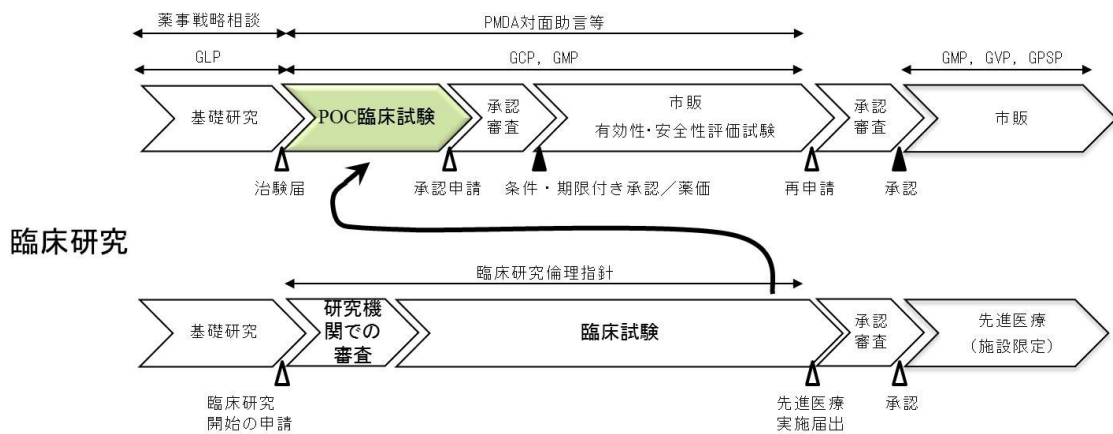 薬事戦略相談
PMDA対面助言等
GLP
GCP, GMP
GMP, GVP, GPSP
基礎研究
POC臨床試験
承認
審査
市販
有効性・安全性評価試験
承認
審査
市販
治験届
承認申請
条件・期限付き承認／薬価
再申請
承認
臨床研究
臨床研究倫理指針
基礎研究
研究機
関での
審査
臨床試験
承認
審査
先進医療
（施設限定）
臨床研究
開始の申請
先進医療
実施届出
承認